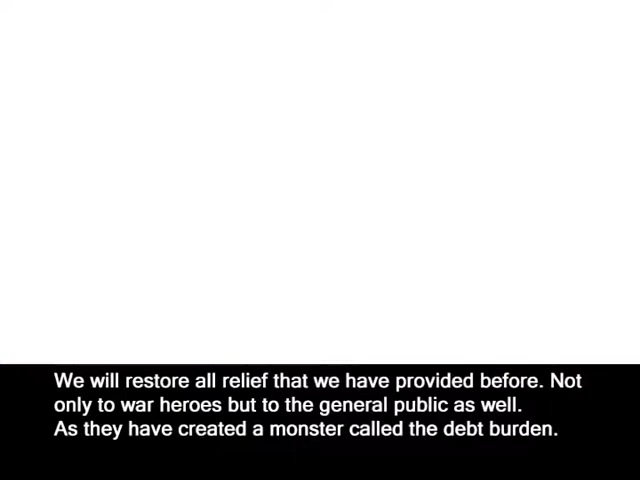 We will restore all relief that we have provided before. Not
only to war heroes but to the general public as well.
As they have created a monster called the debt burden.